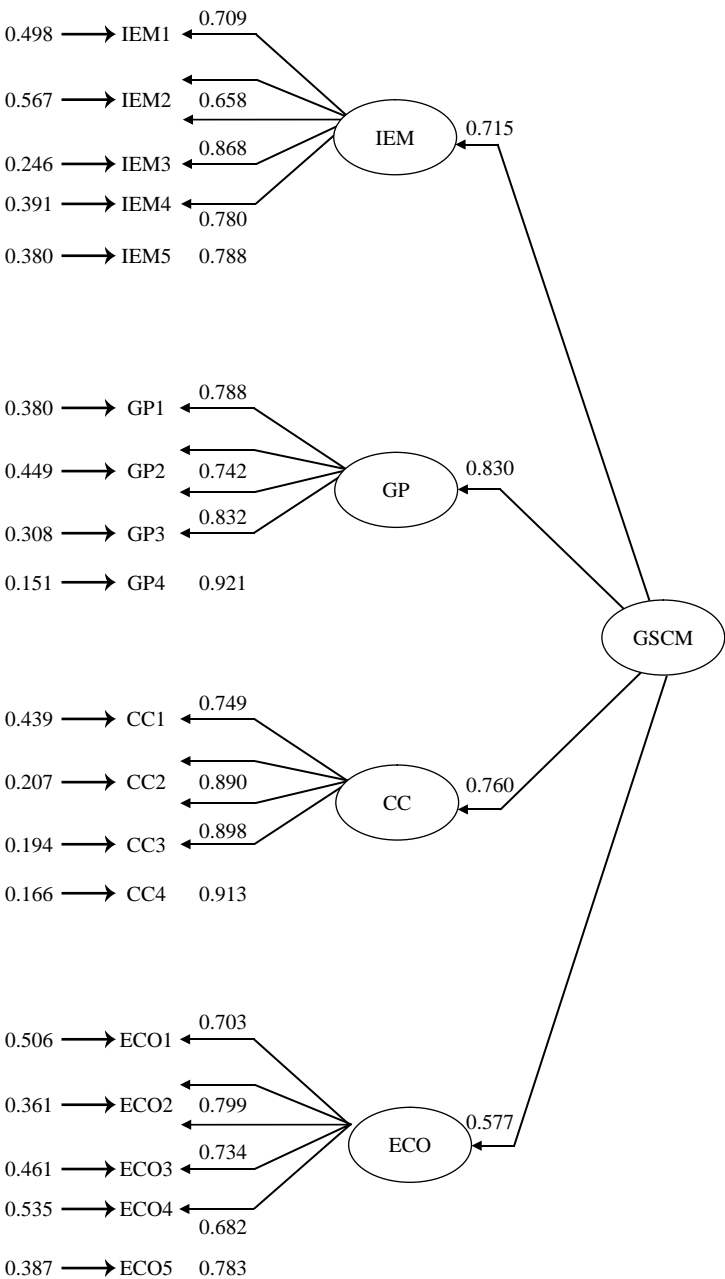 0.709
0.498 IEM1
0.567 IEM2 0.658
IEM 0.715
0.868
0.246 IEM3
0.391 IEM4
0.780
0.380 IEM5 0.788
0.788
0.380 GP1
0.449 GP2 0.742
GP 0.830
0.832
0.308 GP3
0.151 GP4 0.921
GSCM
0.749
0.439 CC1
0.207 CC2 0.890
CC 0.760
0.898
0.194 CC3
0.166 CC4 0.913
0.703
0.506 ECO1
0.361 ECO2 0.799
ECO 0.577
0.734
0.461 ECO3
0.535 ECO4
0.682
0.387 ECO5 0.783